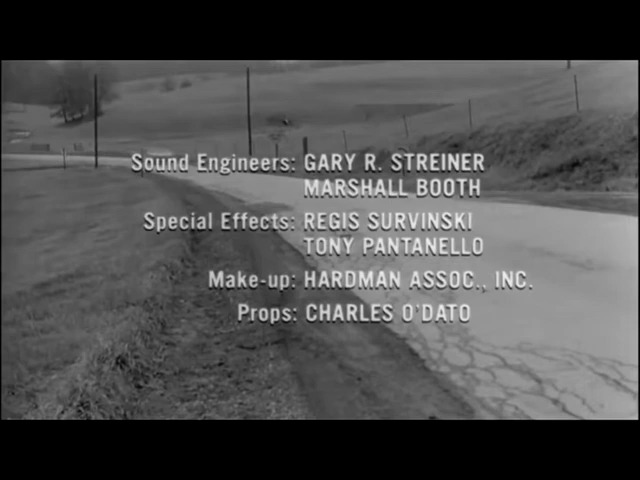 Sound Engineers: GARY R. STREINER
MARSHALL BOOTH
Special Effects: REGIS SURVINSKI
TONY PANTANELLO
Make-up: HARDMAN ASSOC., INC.
Props: CHARLES O'DATO